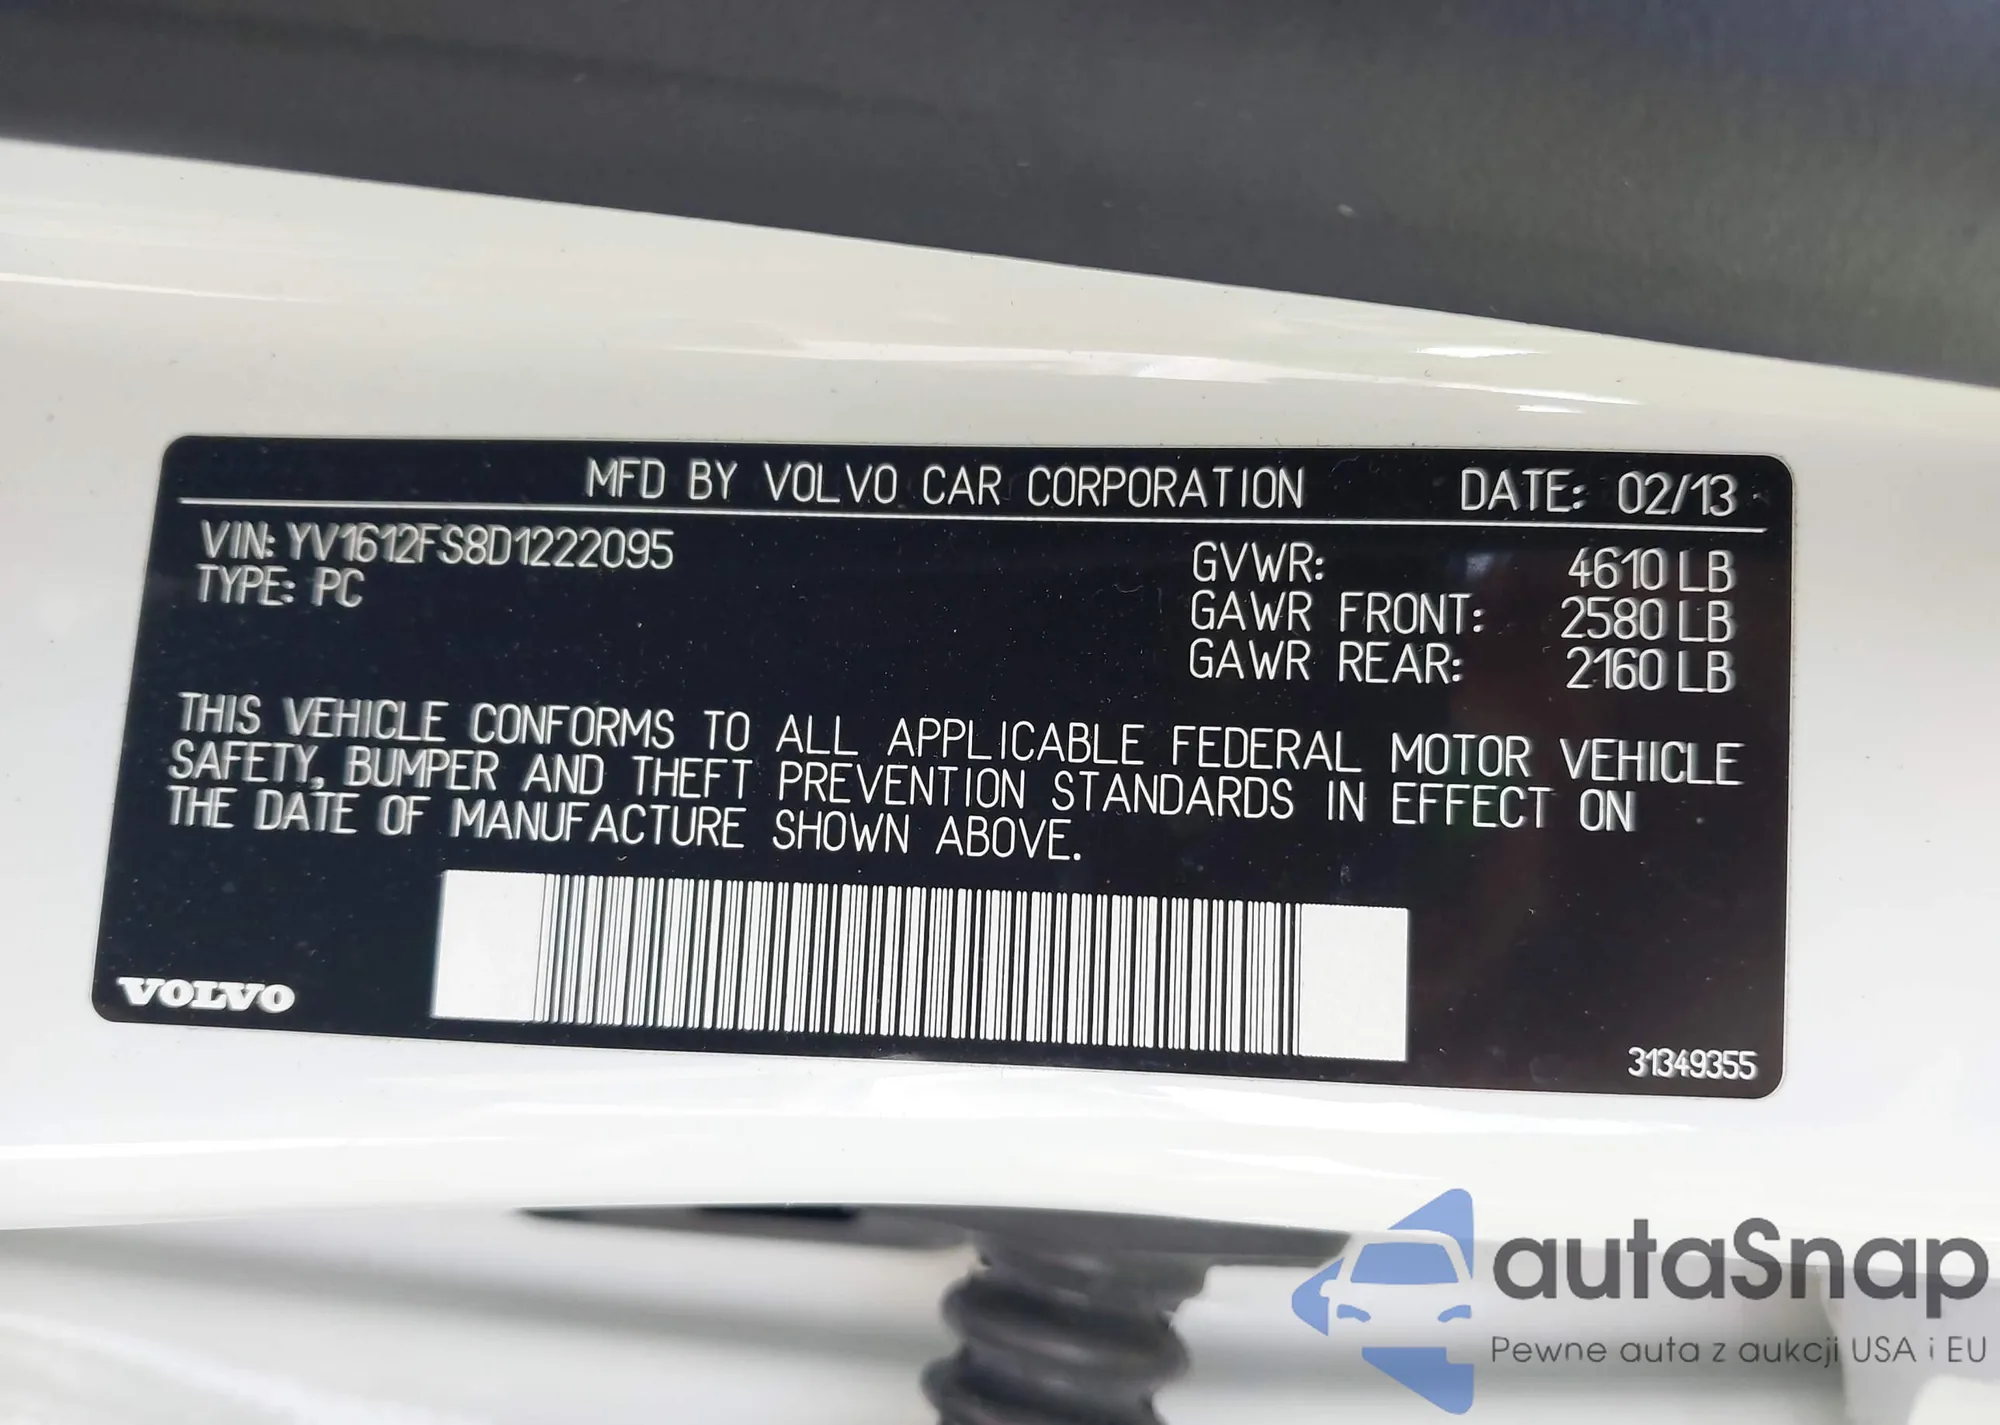 MFD BY VOLVO CAR CORPORATION DATE: 02/13
VIN: YV1612FS8D1222095
TYPE: PC
GVWR: 4610 LB
GAWR FRONT: 2580 LB
GAWR REAR: 2160 LB
THIS VEHICLE CONFORMS TO ALL APPLICABLE FEDERAL MOTOR VEHICLE
SAFETY, BUMPER AND THEFT PREVENTION STANDARDS IN EFFECT ON
THE DATE OF MANUFACTURE SHOWN ABOVE.
VOLVO
31349355
autaSnap
Pewne auta z aukcji USA i EU